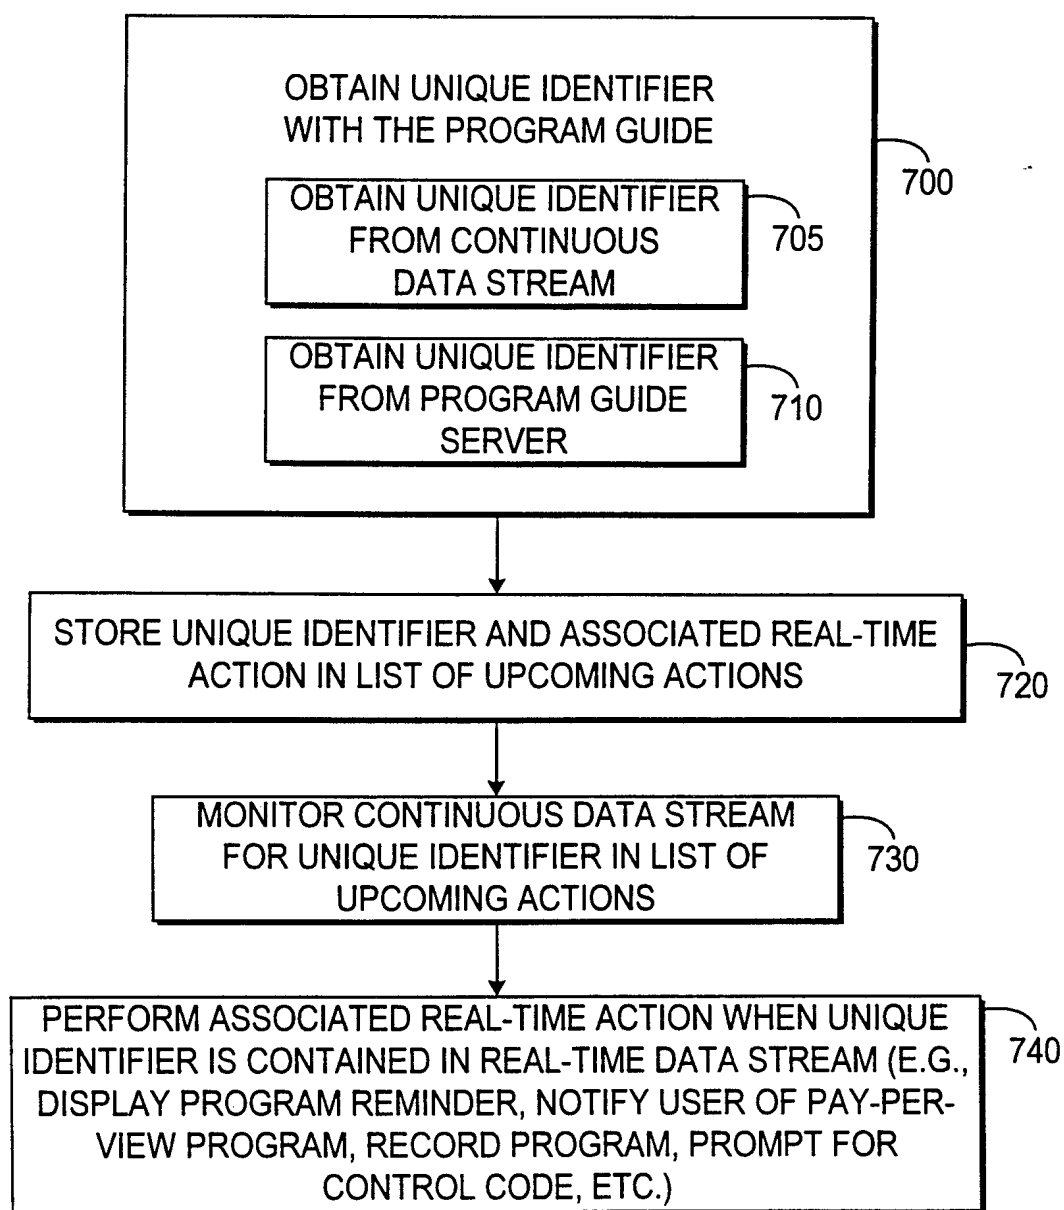 OBTAIN UNIQUE IDENTIFIER
WITH THE PROGRAM GUIDE
700
OBTAIN UNIQUE IDENTIFIER
FROM CONTINUOUS
DATA STREAM
705
OBTAIN UNIQUE IDENTIFIER
FROM PROGRAM GUIDE
SERVER
710
STORE UNIQUE IDENTIFIER AND ASSOCIATED REAL-TIME
ACTION IN LIST OF UPCOMING ACTIONS
720
MONITOR CONTINUOUS DATA STREAM
FOR UNIQUE IDENTIFIER IN LIST OF
UPCOMING ACTIONS
730
PERFORM ASSOCIATED REAL-TIME ACTION WHEN UNIQUE
IDENTIFIER IS CONTAINED IN REAL-TIME DATA STREAM (E.G.,
DISPLAY PROGRAM REMINDER, NOTIFY USER OF PAY-PER-
VIEW PROGRAM, RECORD PROGRAM, PROMPT FOR
CONTROL CODE, ETC.)
740